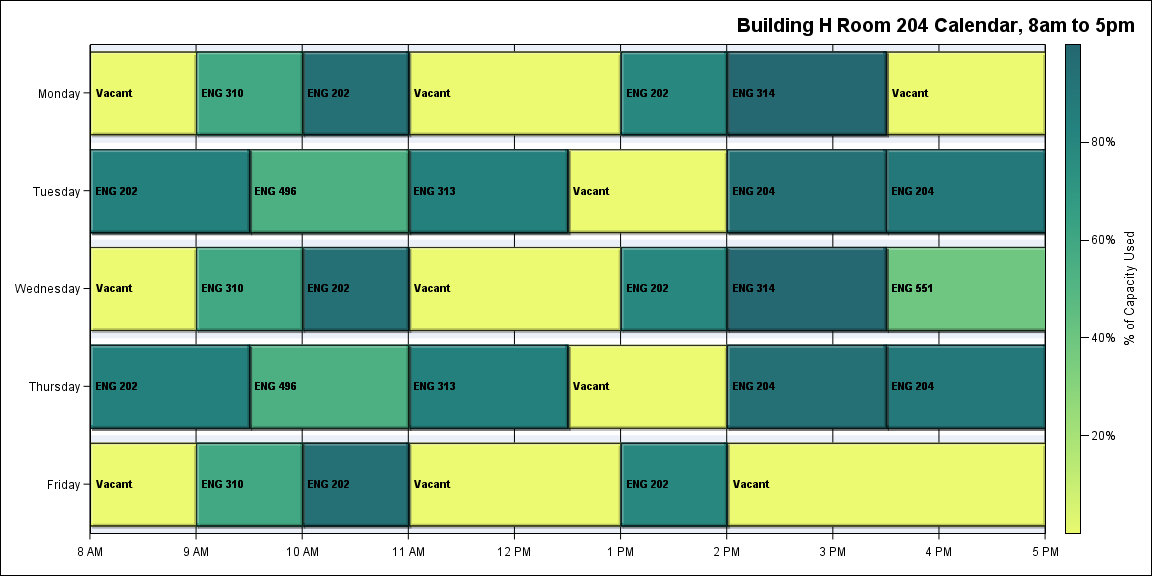 Building H Room 204 Calendar, 8am to 5pm
Monday
Vacant
ENG 310
ENG 202
Vacant
ENG 202
ENG 314
Vacant
Tuesday
ENG 202
ENG 496
ENG 313
Vacant
ENG 204
ENG 204
Wednesday
Vacant
ENG 310
ENG 202
Vacant
ENG 202
ENG 314
ENG 551
Thursday
ENG 202
ENG 496
ENG 313
Vacant
ENG 204
ENG 204
Friday
Vacant
ENG 310
ENG 202
Vacant
ENG 202
Vacant
8 AM
9 AM
10 AM
11 AM
12 PM
1 PM
2 PM
3 PM
4 PM
5 PM
80%
60%
40%
20%
% of Capacity Used